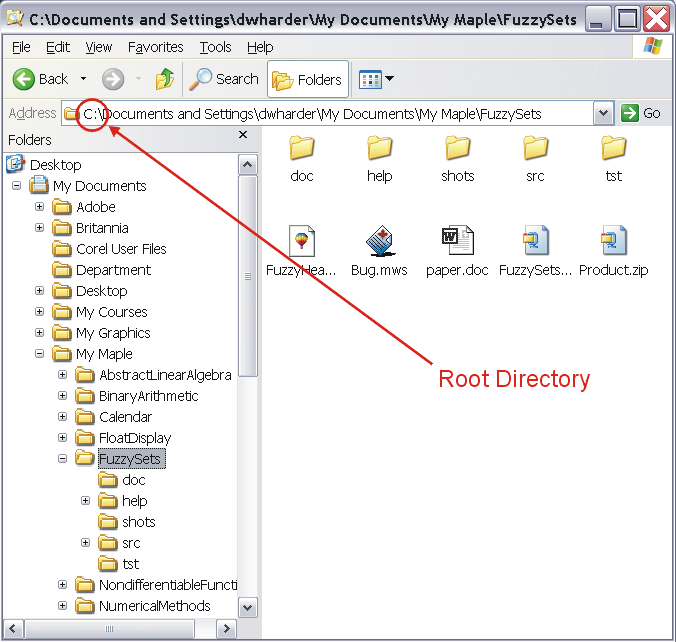 C:\Documents and Settings\dwharder\My Documents\My Maple\FuzzySets
File Edit View Favorites Tools Help
Back Search Folders
Address C:\Documents and Settings\dwharder\My Documents\My Maple\FuzzySets Go
Folders
Desktop
My Documents
Adobe
Britannia
Corel User Files
Department
Desktop
My Courses
My Graphics
My Maple
AbstractLinearAlgebra
BinaryArithmetic
Calendar
FloatDisplay
FuzzySets
doc
help
shots
src
tst
NondifferentiableFuncti
NumericalMethods
doc help shots src tst
FuzzyHea... Bug.mws paper.doc FuzzySets... Product.zip
Root Directory